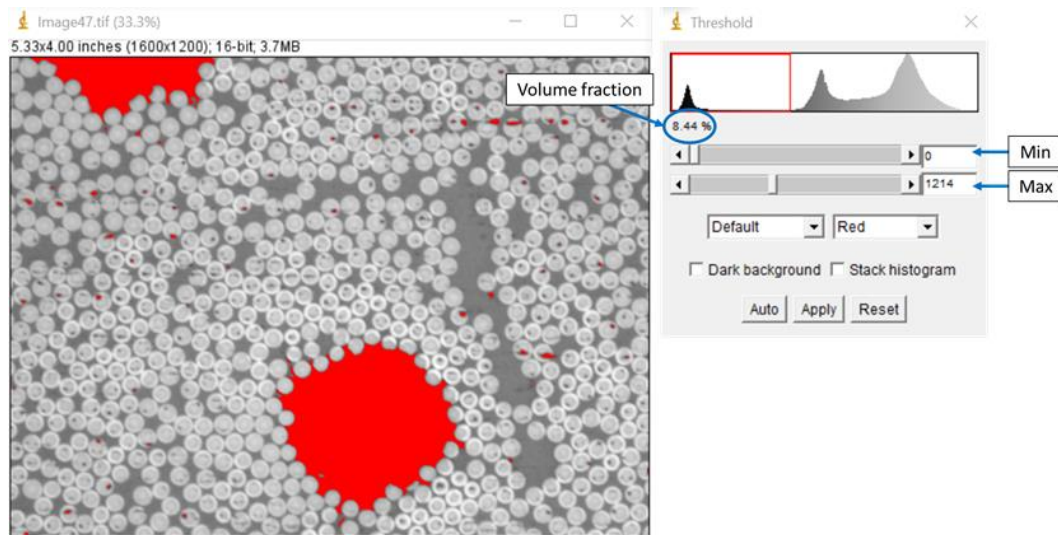 Image47.tif (33.3%)
5.33x4.00 inches (1600x1200); 16-bit; 3.7MB
Volume fraction
Threshold
8.44 %
0
Min
1214
Max
Default
Red
Dark background
Stack histogram
Auto
Apply
Reset